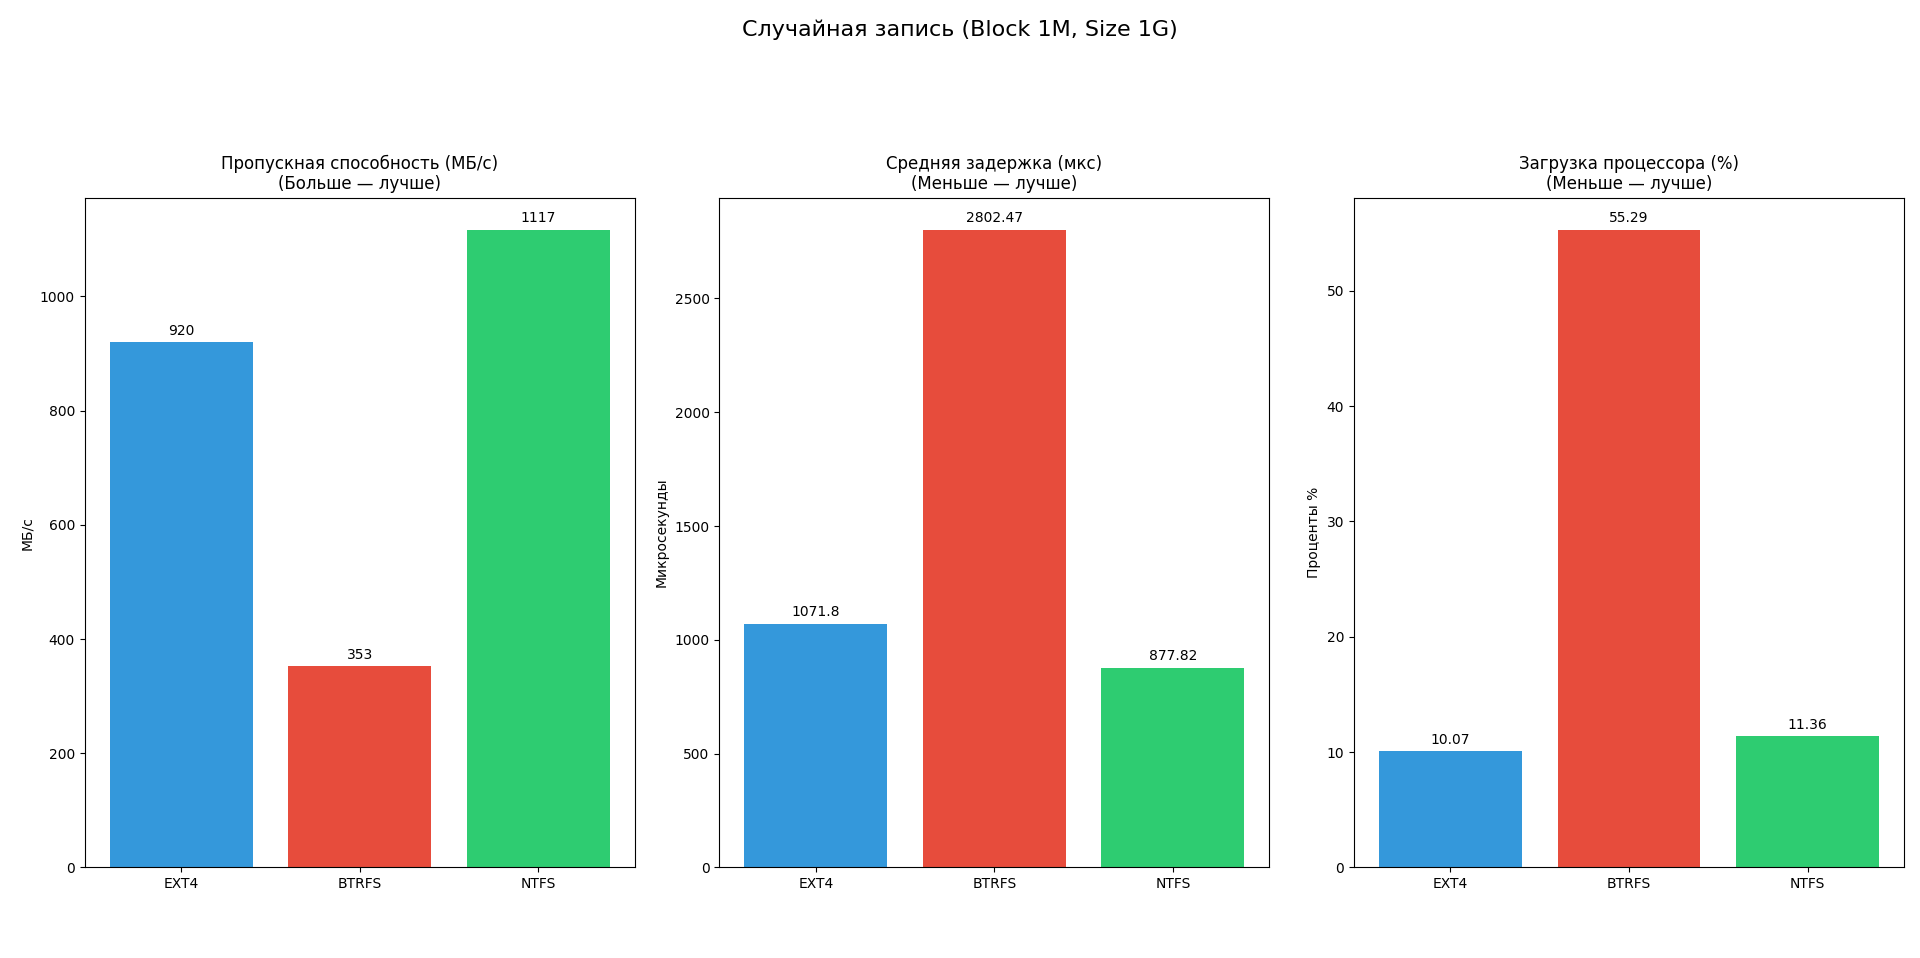 Случайная запись (Block 1M, Size 1G)
Пропускная способность (МБ/с)
(Больше — лучше)
МБ/с
1000
800
600
400
200
0
920
353
1117
EXT4
BTRFS
NTFS
Средняя задержка (мкс)
(Меньше — лучше)
Микросекунды
2500
2000
1500
1000
500
0
1071.8
2802.47
877.82
EXT4
BTRFS
NTFS
Загрузка процессора (%)
(Меньше — лучше)
Проценты %
50
40
30
20
10
0
10.07
55.29
11.36
EXT4
BTRFS
NTFS